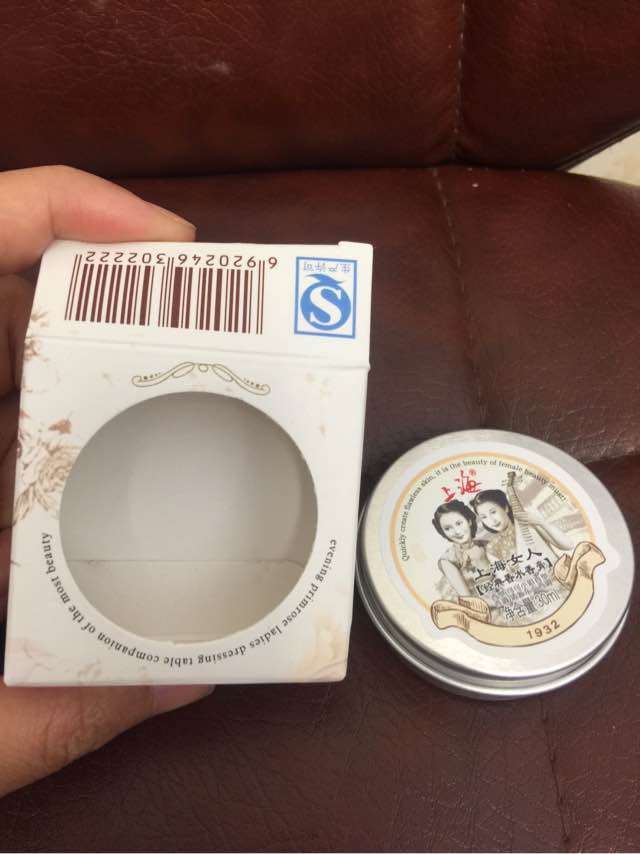 6 920246 302222
生产许可
evening primrose ladies dressing table companion of the most beauty
Quickly create flawless skin, it is the beauty of female beauty must!
上海®
上海女人
净含量:30ml
1932